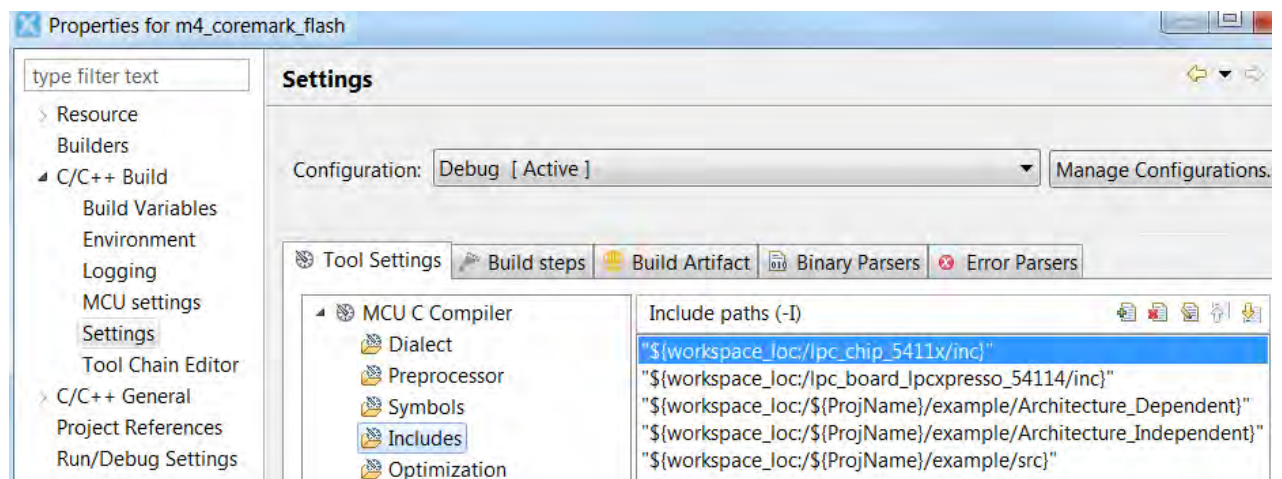 Properties for m4_coremark_flash
type filter text
Resource
Builders
C/C++ Build
Build Variables
Environment
Logging
MCU settings
Settings
Tool Chain Editor
C/C++ General
Project References
Run/Debug Settings
Settings
Configuration: Debug [ Active ]
Manage Configurations.
Tool Settings
Build steps
Build Artifact
Binary Parsers
Error Parsers
MCU C Compiler
Dialect
Preprocessor
Symbols
Includes
Optimization
Include paths (-I)
"${workspace_loc:/lpc_chip_5411x/inc}"
"${workspace_loc:/lpc_board_lpcxpresso_54114/inc}"
"${workspace_loc:/${ProjName}/example/Architecture_Dependent}"
"${workspace_loc:/${ProjName}/example/Architecture_Independent}"
"${workspace_loc:/${ProjName}/example/src}"